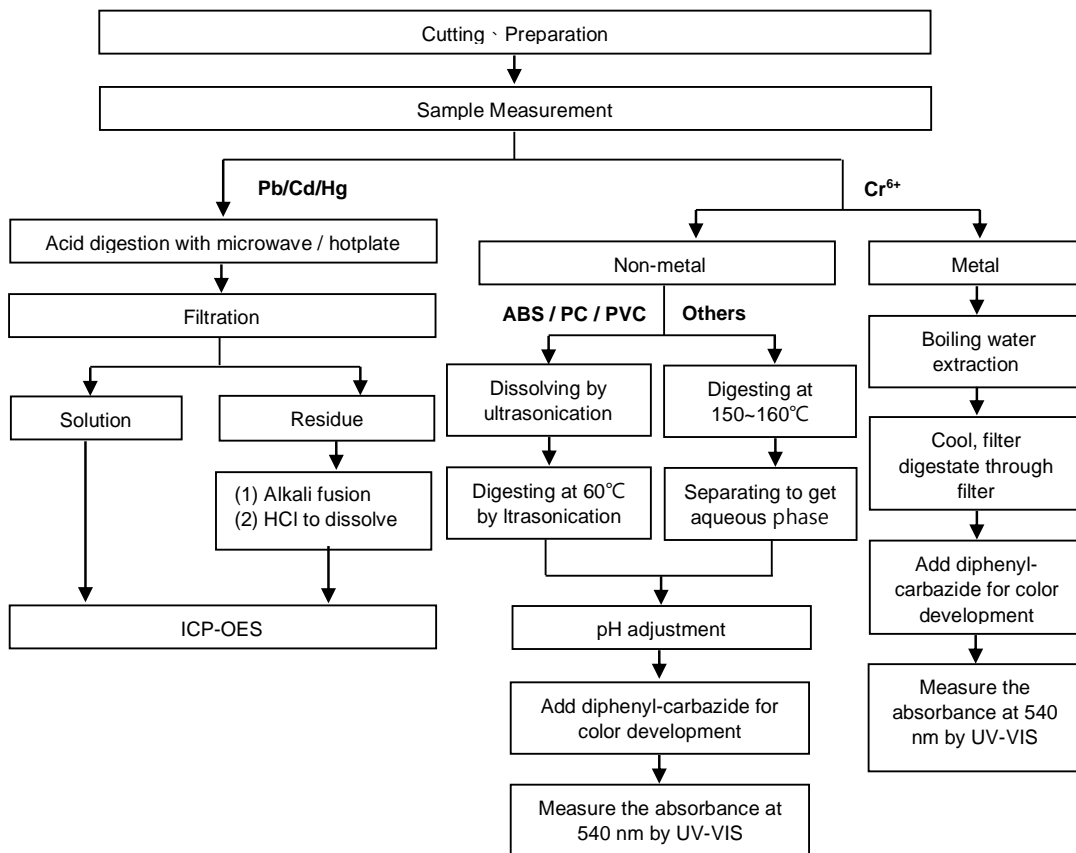 Cutting、Preparation
Sample Measurement
Pb/Cd/Hg
Cr6+
Acid digestion with microwave / hotplate
Non-metal
Metal
Filtration
ABS / PC / PVC
Others
Boiling water
extraction
Solution
Residue
Dissolving by
ultrasonication
Digesting at
150~160℃
Cool, filter
digestate through
filter
(1) Alkali fusion
(2) HCl to dissolve
Digesting at 60℃
by ltrasonication
Separating to get
aqueous phase
Add diphenyl-
carbazide for color
development
ICP-OES
pH adjustment
Measure the
absorbance at 540
nm by UV-VIS
Add diphenyl-carbazide for
color development
Measure the absorbance at
540 nm by UV-VIS